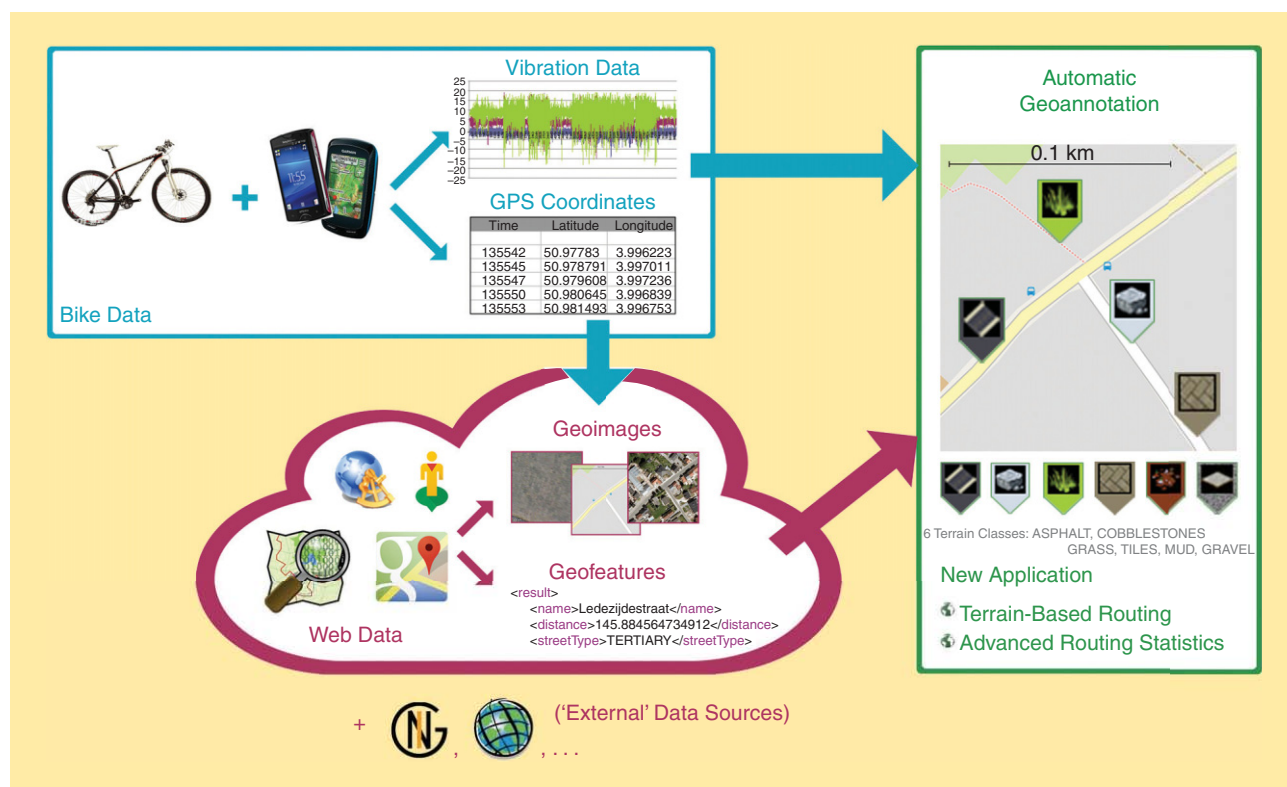 Vibration Data
25
20
15
10
5
0
−5
−10
−15
−20
−25
11:55
GPS Coordinates
Time Latitude Longitude
135542 50.97783 3.996223
135545 50.978791 3.997011
135547 50.979608 3.997236
135550 50.980645 3.996839
135553 50.981493 3.996753
Bike Data
Geoimages
Geofeatures
<result>
<name>Ledezijdestraat</name>
<distance>145.884564734912</distance>
<streetType>TERTIARY</streetType>
Web Data
+
, , . . .
('External' Data Sources)
Automatic
Geoannotation
0.1 km
6 Terrain Classes: ASPHALT, COBBLESTONES
GRASS, TILES, MUD, GRAVEL
New Application
Terrain-Based Routing
Advanced Routing Statistics